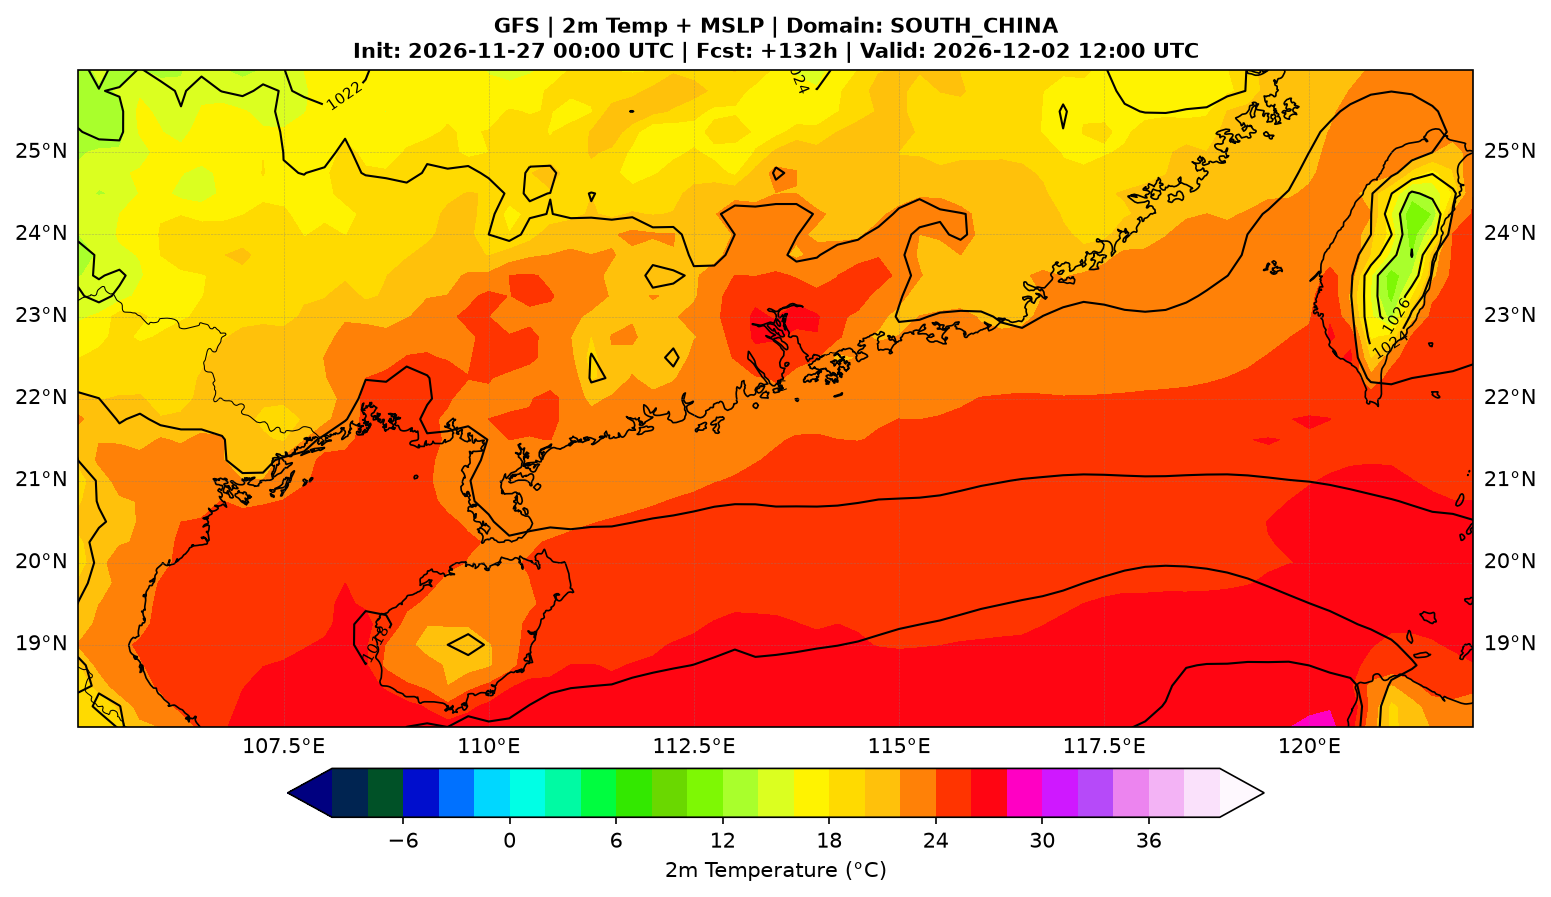 GFS | 2m Temp + MSLP | Domain: SOUTH_CHINA
Init: 2026-11-27 00:00 UTC | Fcst: +132h | Valid: 2026-12-02 12:00 UTC
1022
1024
25°N 25°N
24°N 24°N
23°N 23°N
1026
1024
22°N 22°N
21°N 21°N
20°N 20°N
19°N 19°N
1018
107.5°E 110°E 112.5°E 115°E 117.5°E 120°E
−6 0 6 12 18 24 30 36
2m Temperature (°C)